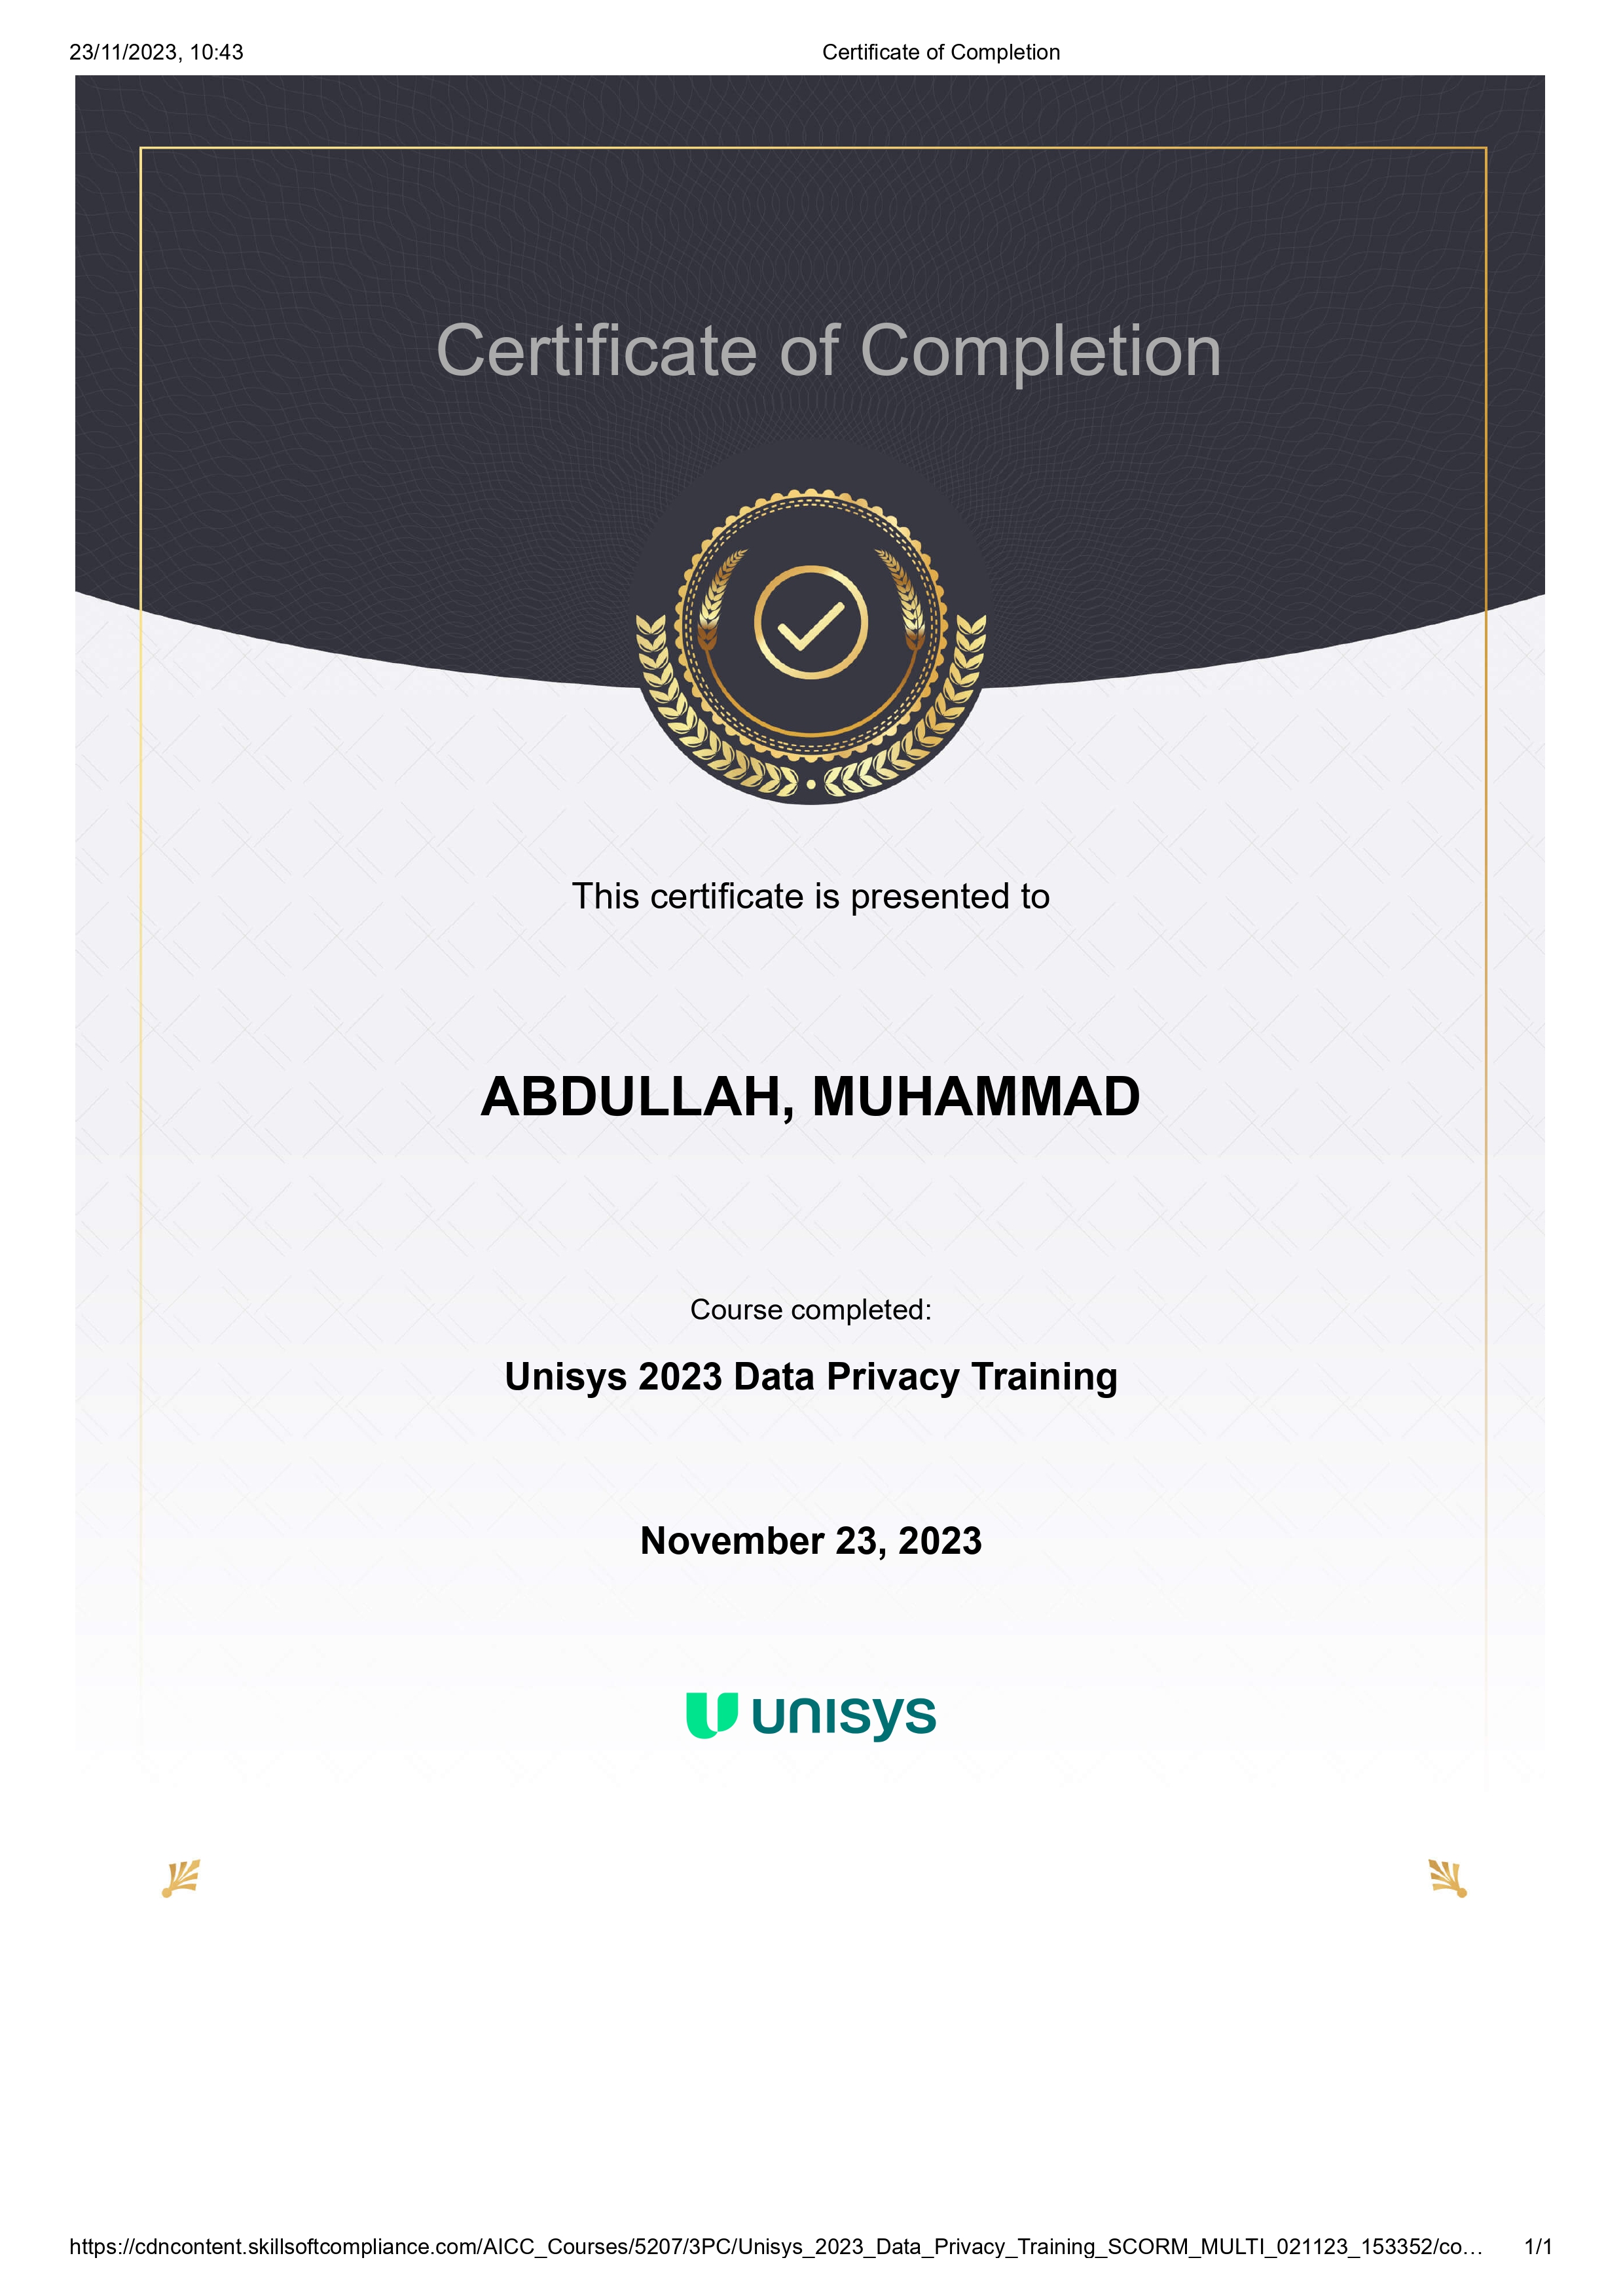 23/11/2023, 10:43
Certificate of Completion
Certificate of Completion
This certificate is presented to
ABDULLAH, MUHAMMAD
Course completed:
Unisys 2023 Data Privacy Training
November 23, 2023
unisys
https://cdncontent.skillsoftcompliance.com/AICC_Courses/5207/3PC/Unisys_2023_Data_Privacy_Training_SCORM_MULTI_021123_153352/co…
1/1